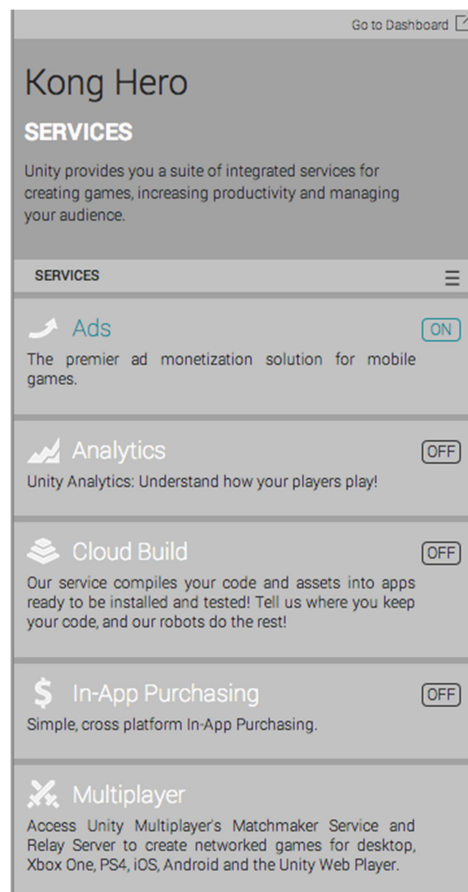 Go to Dashboard
Kong Hero
SERVICES
Unity provides you a suite of integrated services for
creating games, increasing productivity and managing
your audience.
SERVICES
Ads
ON
The premier ad monetization solution for mobile
games.
Analytics
OFF
Unity Analytics: Understand how your players play!
Cloud Build
OFF
Our service compiles your code and assets into apps
ready to be installed and tested! Tell us where you keep
your code, and our robots do the rest!
In-App Purchasing
OFF
Simple, cross platform In-App Purchasing.
Multiplayer
Access Unity Multiplayer's Matchmaker Service and
Relay Server to create networked games for desktop,
Xbox One, PS4, iOS, Android and the Unity Web Player.